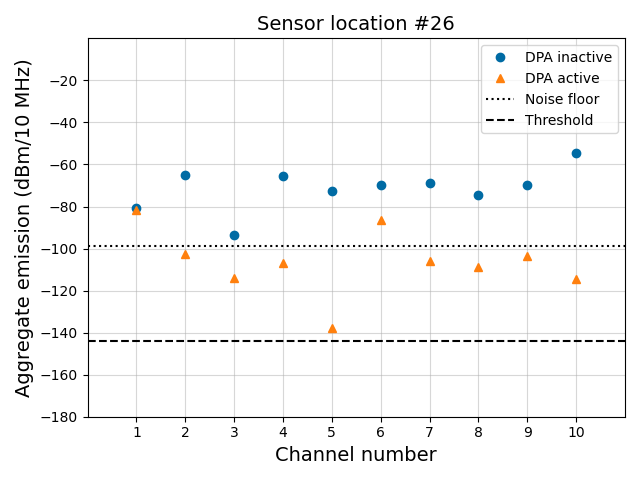 Sensor location #26
DPA inactive
DPA active
Noise floor
Threshold
Aggregate emission (dBm/10 MHz)
−20
−40
−60
−80
−100
−120
−140
−160
−180
1 2 3 4 5 6 7 8 9 10
Channel number